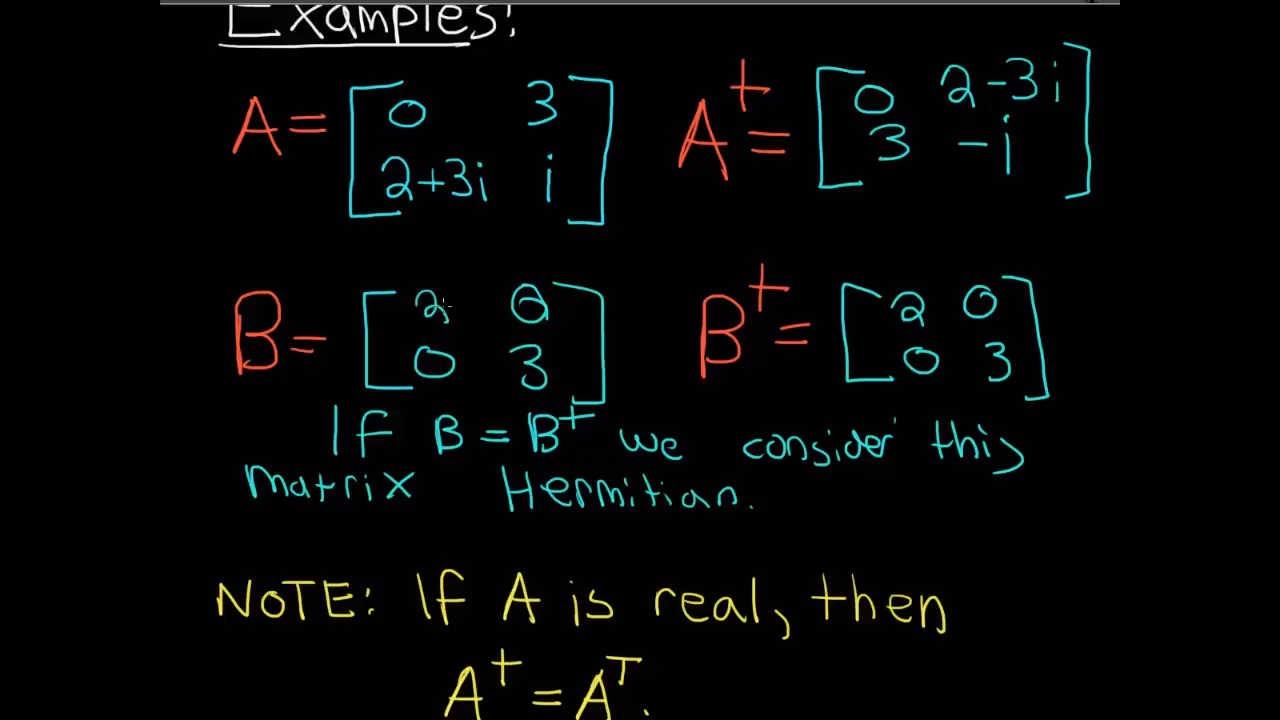 Examples:
A = [0 3
2+3i i]
A† = [0 2-3i
3 -i]
B = [2 0
0 3]
B† = [2 0
0 3]
If B = B† we consider this
matrix Hermitian.
NOTE: If A is real, then
A† = Aᵀ.